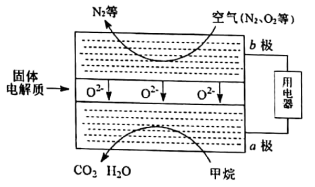 N₂等
空气(N₂、O₂等)
b 极
固体
电解质
O²⁻ O²⁻ O²⁻
用电器
a 极
CO₂ H₂O
甲烷